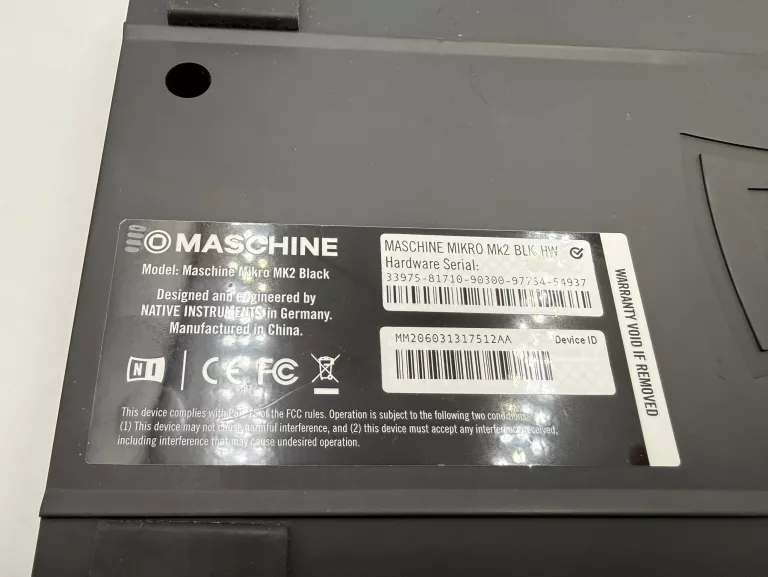 MASCHINE
Model: Maschine Mikro MK2 Black
Designed and engineered by
NATIVE INSTRUMENTS in Germany.
Manufactured in China.
NI
CE FC
This device complies with Part 15 of the FCC rules. Operation is subject to the following two conditions:
(1) This device may not cause harmful interference, and (2) this device must accept any interference received,
including interference that may cause undesired operation.
MASCHINE MIKRO Mk2 BLK HW
Hardware Serial:
33975-81710-90300-97754-54937
MM206031317512AA Device ID
WARRANTY VOID IF REMOVED